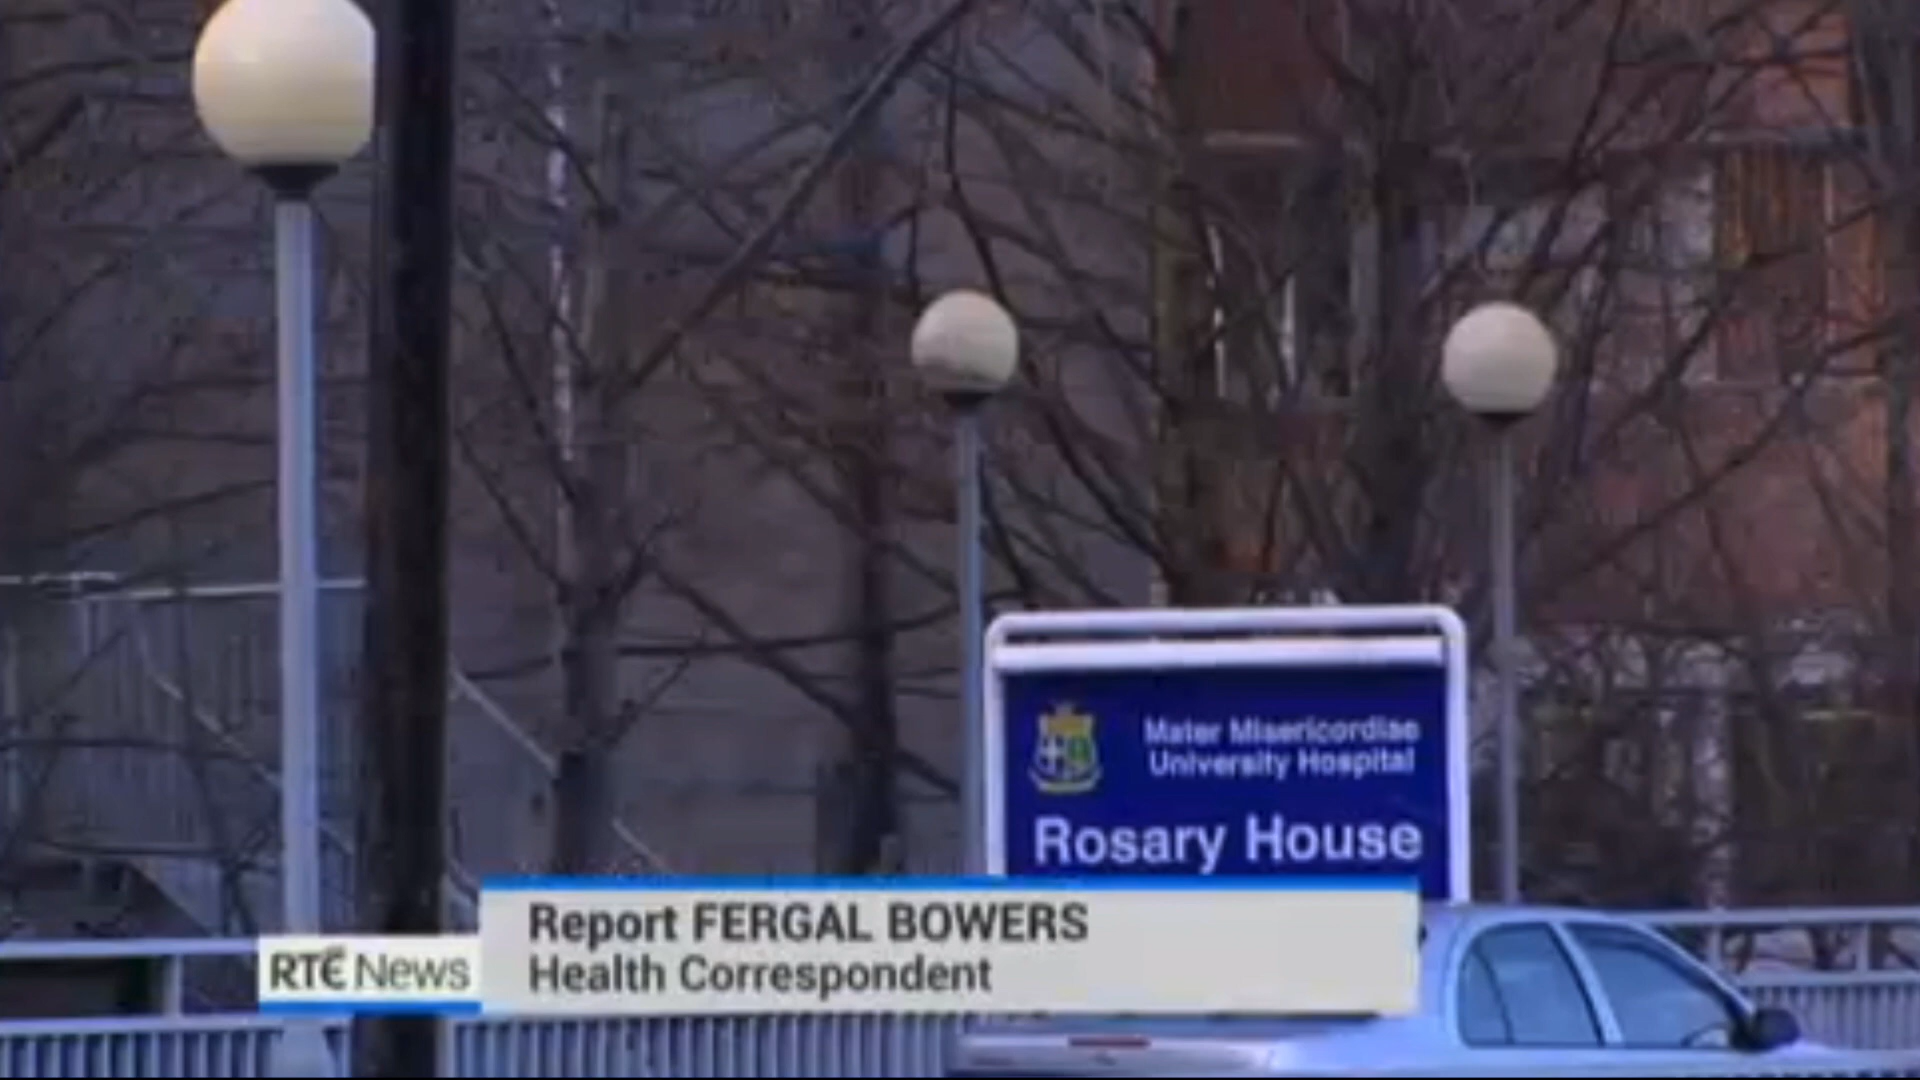 Mater Misericordiae
University Hospital
Rosary House
Report FERGAL BOWERS
Health Correspondent
RTÉ News